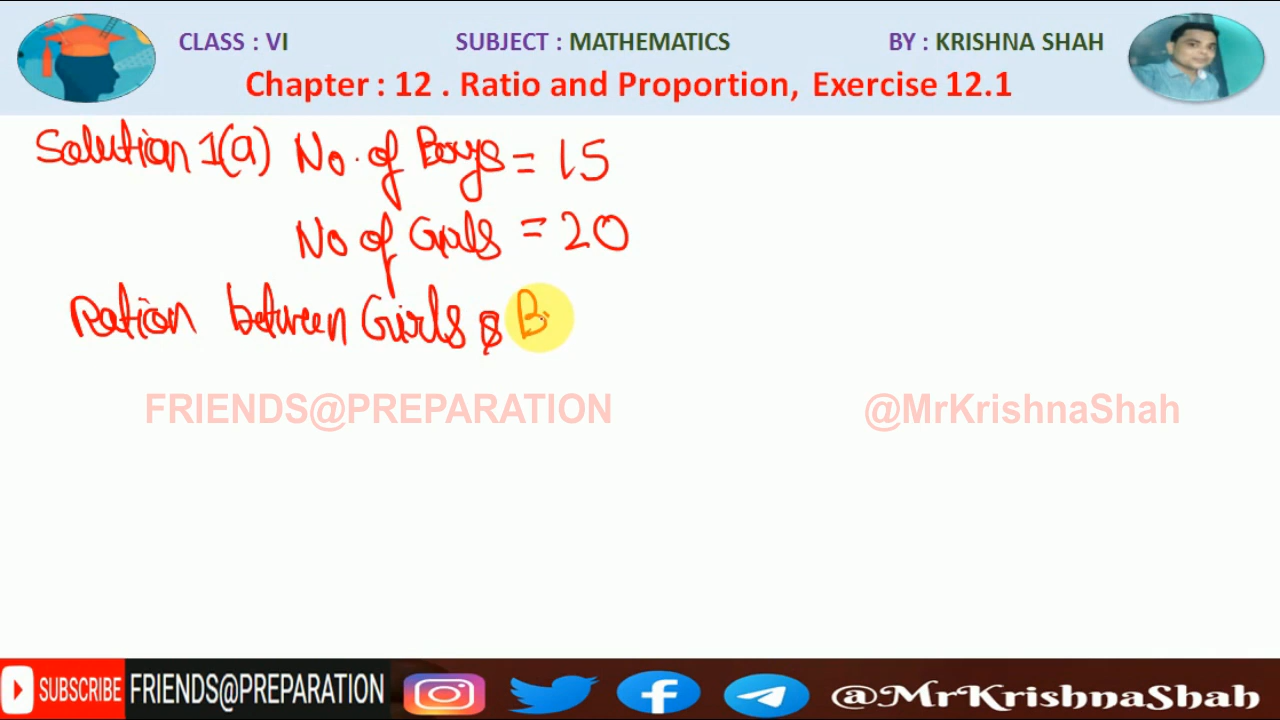 CLASS : VI SUBJECT : MATHEMATICS BY : KRISHNA SHAH
Chapter : 12 . Ratio and Proportion, Exercise 12.1
Solution 1(a) No. of Boys = 15
No of Girls = 20
Ration between Girls & B
FRIENDS@PREPARATION @MrKrishnaShah
SUBSCRIBE FRIENDS@PREPARATION @MrKrishnaShah